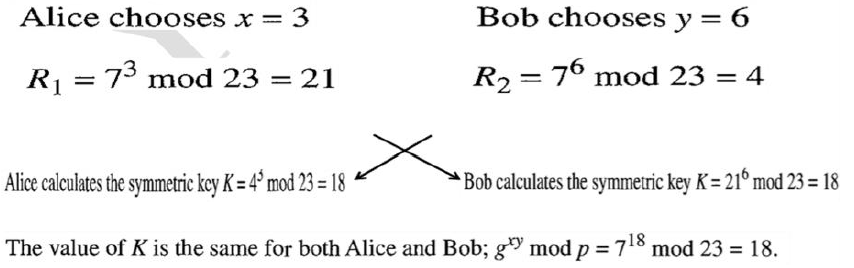 Alice chooses x = 3
Bob chooses y = 6
R₁ = 7³ mod 23 = 21
R₂ = 7⁶ mod 23 = 4
Alice calculates the symmetric key K = 4³ mod 23 = 18
Bob calculates the symmetric key K = 21⁶ mod 23 = 18
The value of K is the same for both Alice and Bob; gˣʸ mod p = 7¹⁸ mod 23 = 18.